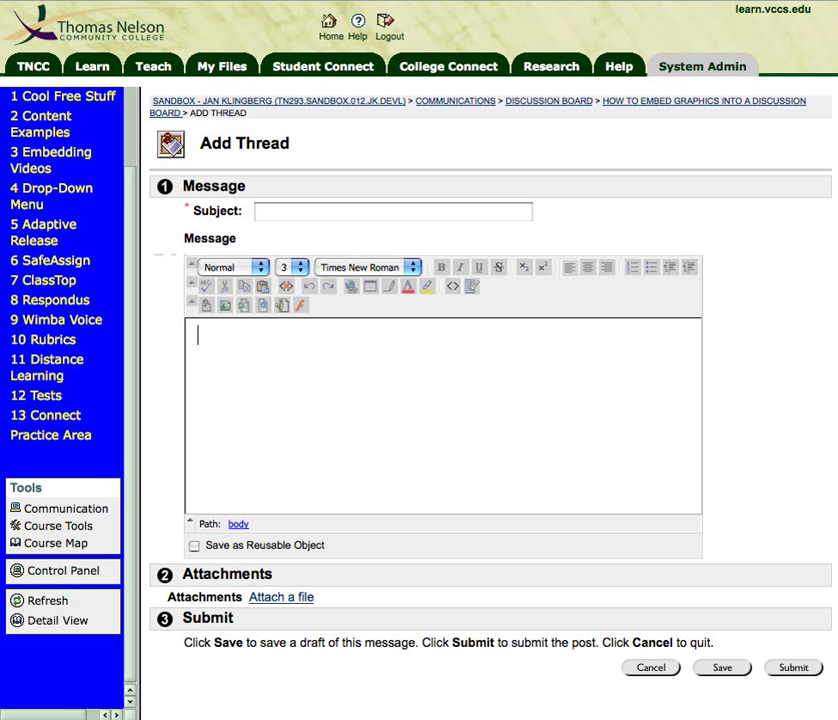 Thomas Nelson
COMMUNITY COLLEGE
Home Help Logout
learn.vccs.edu
TNCC Learn Teach My Files Student Connect College Connect Research Help System Admin
1 Cool Free Stuff
2 Content
Examples
3 Embedding
Videos
4 Drop-Down
Menu
5 Adaptive
Release
6 SafeAssign
7 ClassTop
8 Respondus
9 Wimba Voice
10 Rubrics
11 Distance
Learning
12 Tests
13 Connect
Practice Area
Tools
Communication
Course Tools
Course Map
Control Panel
Refresh
Detail View
SANDBOX - JAN KLINGBERG (TN293.SANDBOX.012.JK.DEVL) > COMMUNICATIONS > DISCUSSION BOARD > HOW TO EMBED GRAPHICS INTO A DISCUSSION
BOARD > ADD THREAD
Add Thread
1 Message
* Subject:
Message
Normal 3 Times New Roman B I U S x2 x2
ABC <>
Path: body
Save as Reusable Object
2 Attachments
Attachments Attach a file
3 Submit
Click Save to save a draft of this message. Click Submit to submit the post. Click Cancel to quit.
Cancel Save Submit